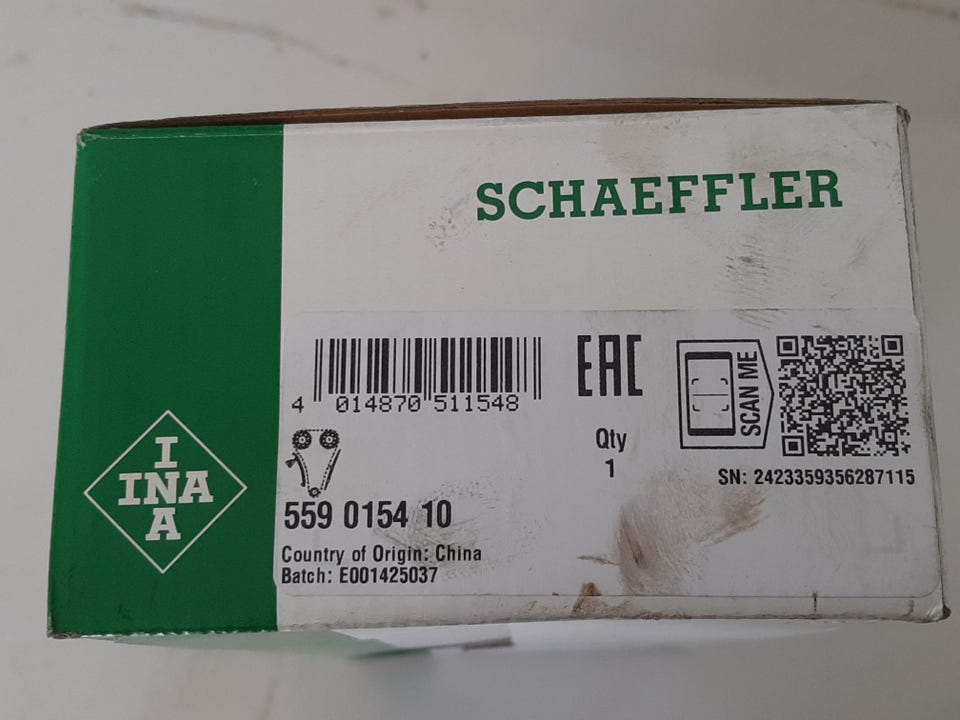 SCHAEFFLER
4 014870 511548
EAC
SCAN ME
Qty
1
SN: 2423359356287115
I
INA
A
559 0154 10
Country of Origin: China
Batch: E001425037